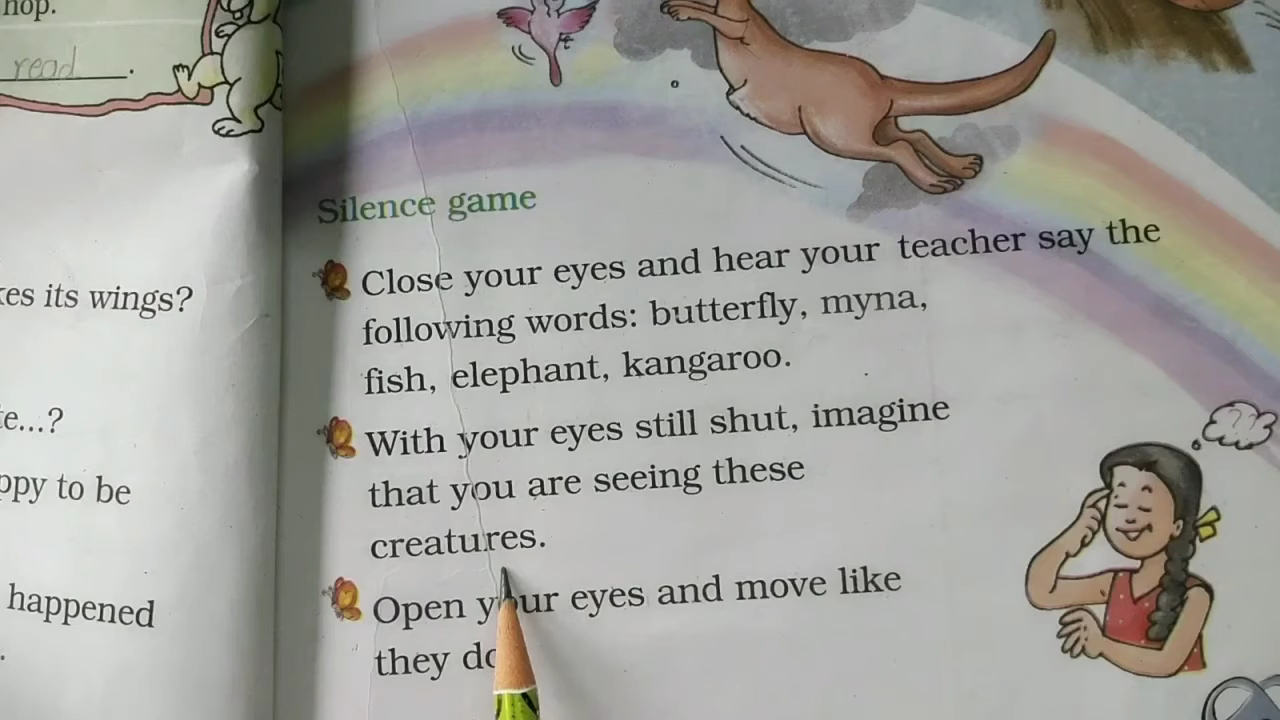 hop.
read.
its wings?
...?
to be
happened
.
Silence game
Close your eyes and hear your teacher say the
following words: butterfly, myna,
fish, elephant, kangaroo.
With your eyes still shut, imagine
that you are seeing these
creatures.
Open your eyes and move like
they do